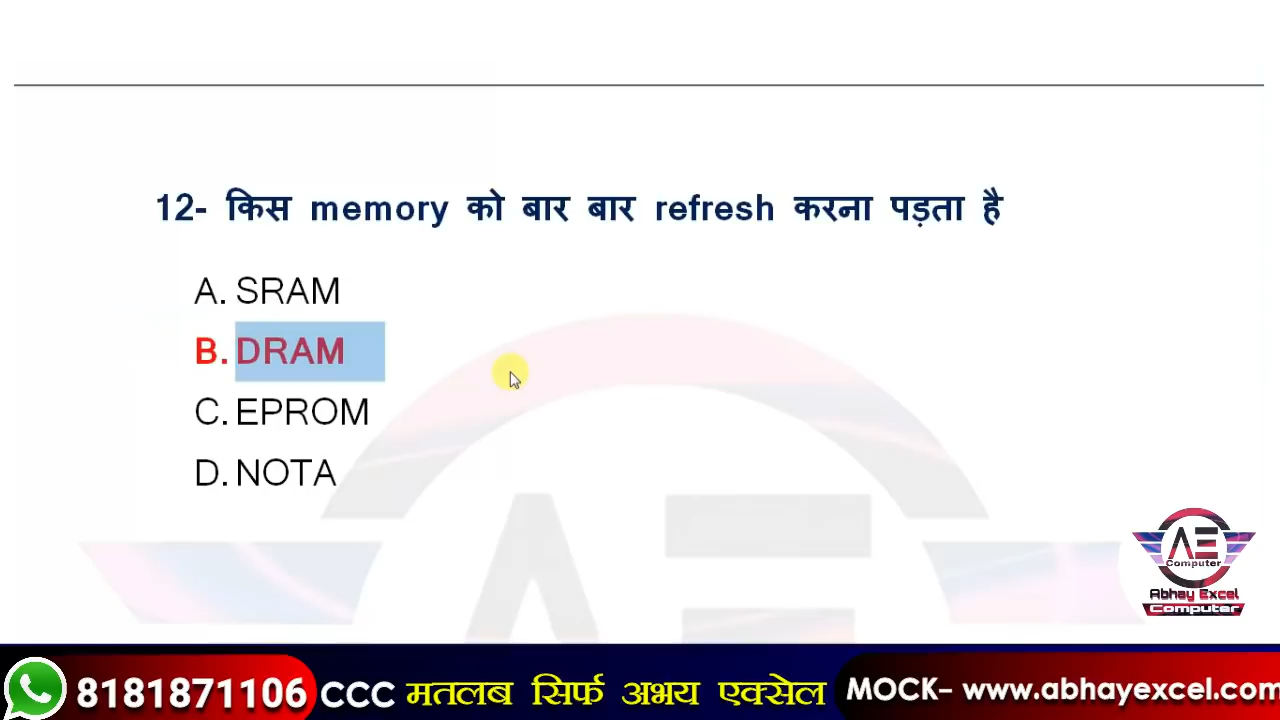 12- किस memory को बार बार refresh करना पड़ता है
A. SRAM
B. DRAM
C. EPROM
D. NOTA
AE
Computer
Abhay Excel
Computer
8181871106 CCC मतलब सिर्फ अभय एक्सेल MOCK- www.abhayexcel.com